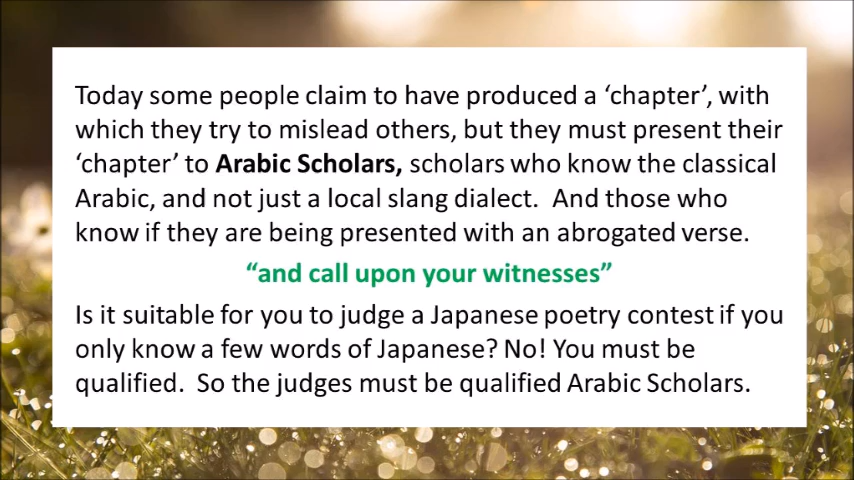 Today some people claim to have produced a ‘chapter’, with
which they try to mislead others, but they must present their
‘chapter’ to Arabic Scholars, scholars who know the classical
Arabic, and not just a local slang dialect.  And those who
know if they are being presented with an abrogated verse.
“and call upon your witnesses”
Is it suitable for you to judge a Japanese poetry contest if you
only know a few words of Japanese? No! You must be
qualified.  So the judges must be qualified Arabic Scholars.